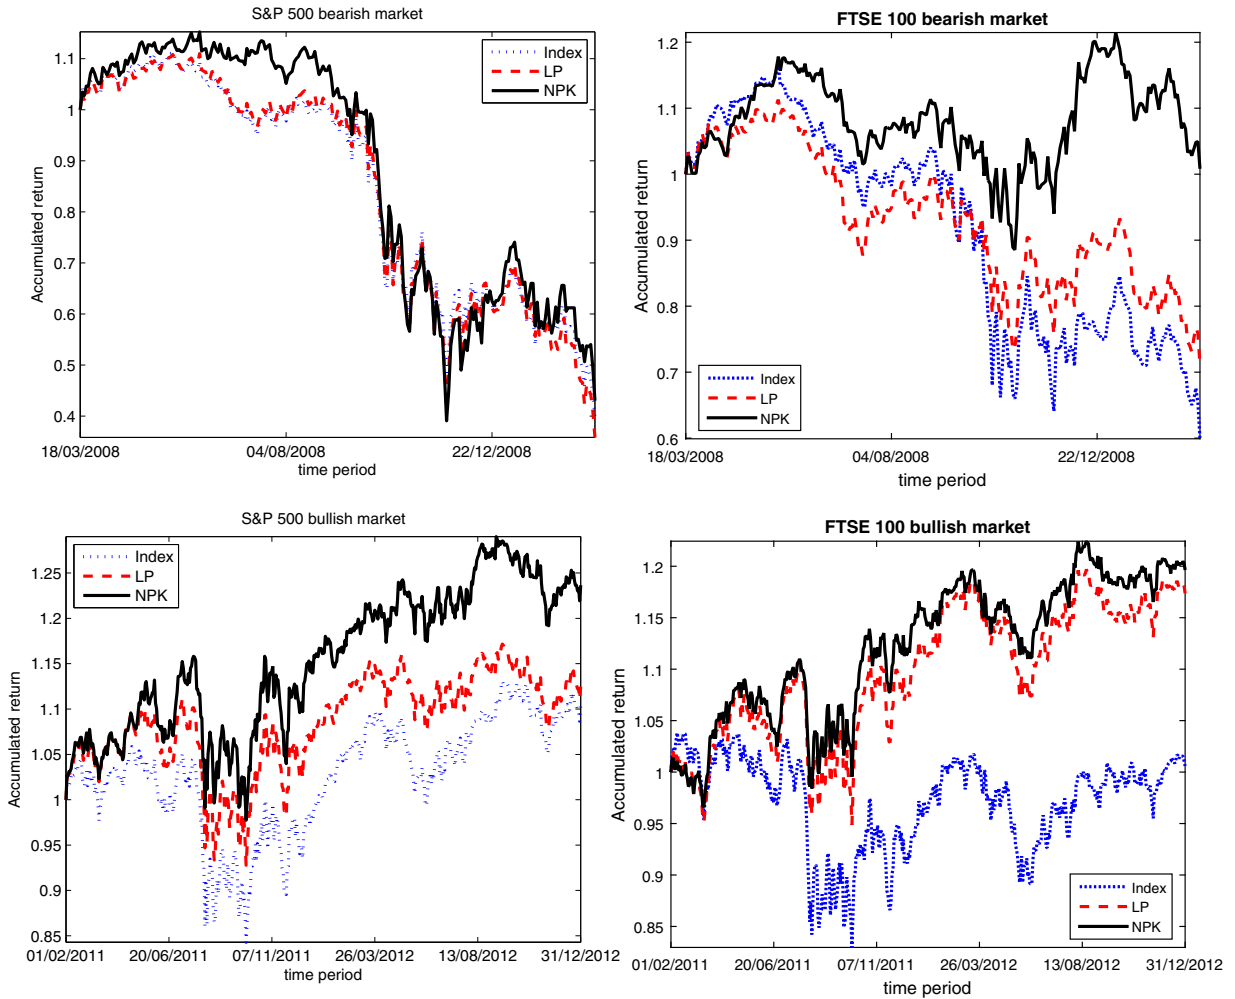 S&P 500 bearish market
Index
LP
NPK
1.1
1
0.9
0.8
0.7
0.6
0.5
0.4
Accumulated return
18/03/2008
04/08/2008
22/12/2008
time period
FTSE 100 bearish market
1.2
1.1
1
0.9
0.8
0.7
0.6
Accumulated return
Index
LP
NPK
18/03/2008
04/08/2008
22/12/2008
time period
S&P 500 bullish market
Index
LP
NPK
1.25
1.2
1.15
1.1
1.05
1
0.95
0.9
0.85
Accumulated return
01/02/2011
20/06/2011
07/11/2011
26/03/2012
13/08/2012
31/12/2012
time period
FTSE 100 bullish market
1.2
1.15
1.1
1.05
1
0.95
0.9
0.85
Accumulated return
Index
LP
NPK
01/02/2011
20/06/2011
07/11/2011
26/03/2012
13/08/2012
31/12/2012
time period